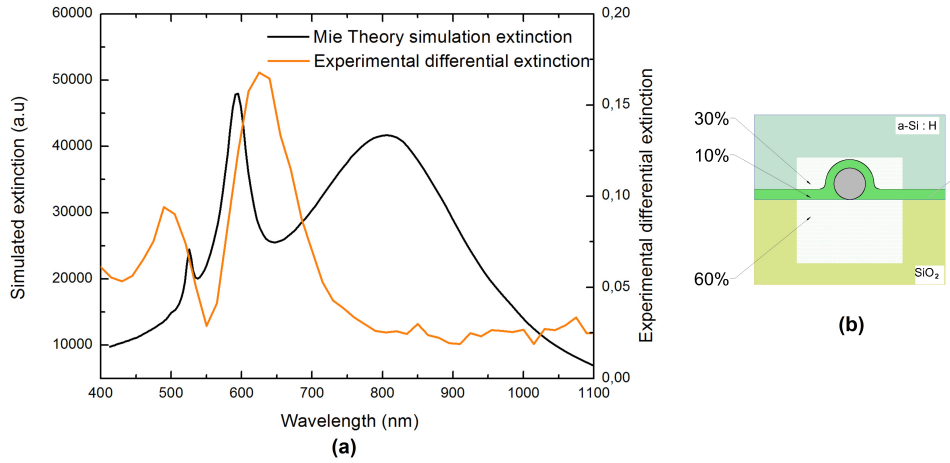 60000
50000
40000
30000
20000
10000
Simulated extinction (a.u)
Mie Theory simulation extinction
Experimental differential extinction
0,20
0,15
0,10
0,05
0,00
Experimental differential extinction
400 500 600 700 800 900 1000 1100
Wavelength (nm)
(a)
30%
10%
60%
a-Si : H
SiO₂
(b)